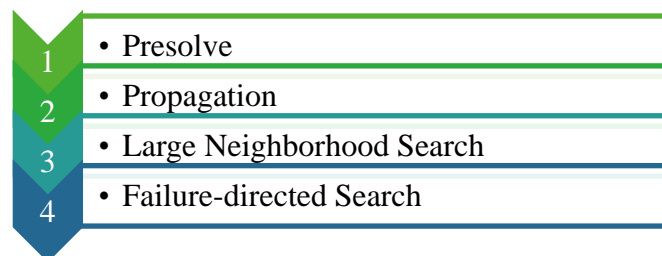 1 • Presolve
2 • Propagation
3 • Large Neighborhood Search
4 • Failure-directed Search